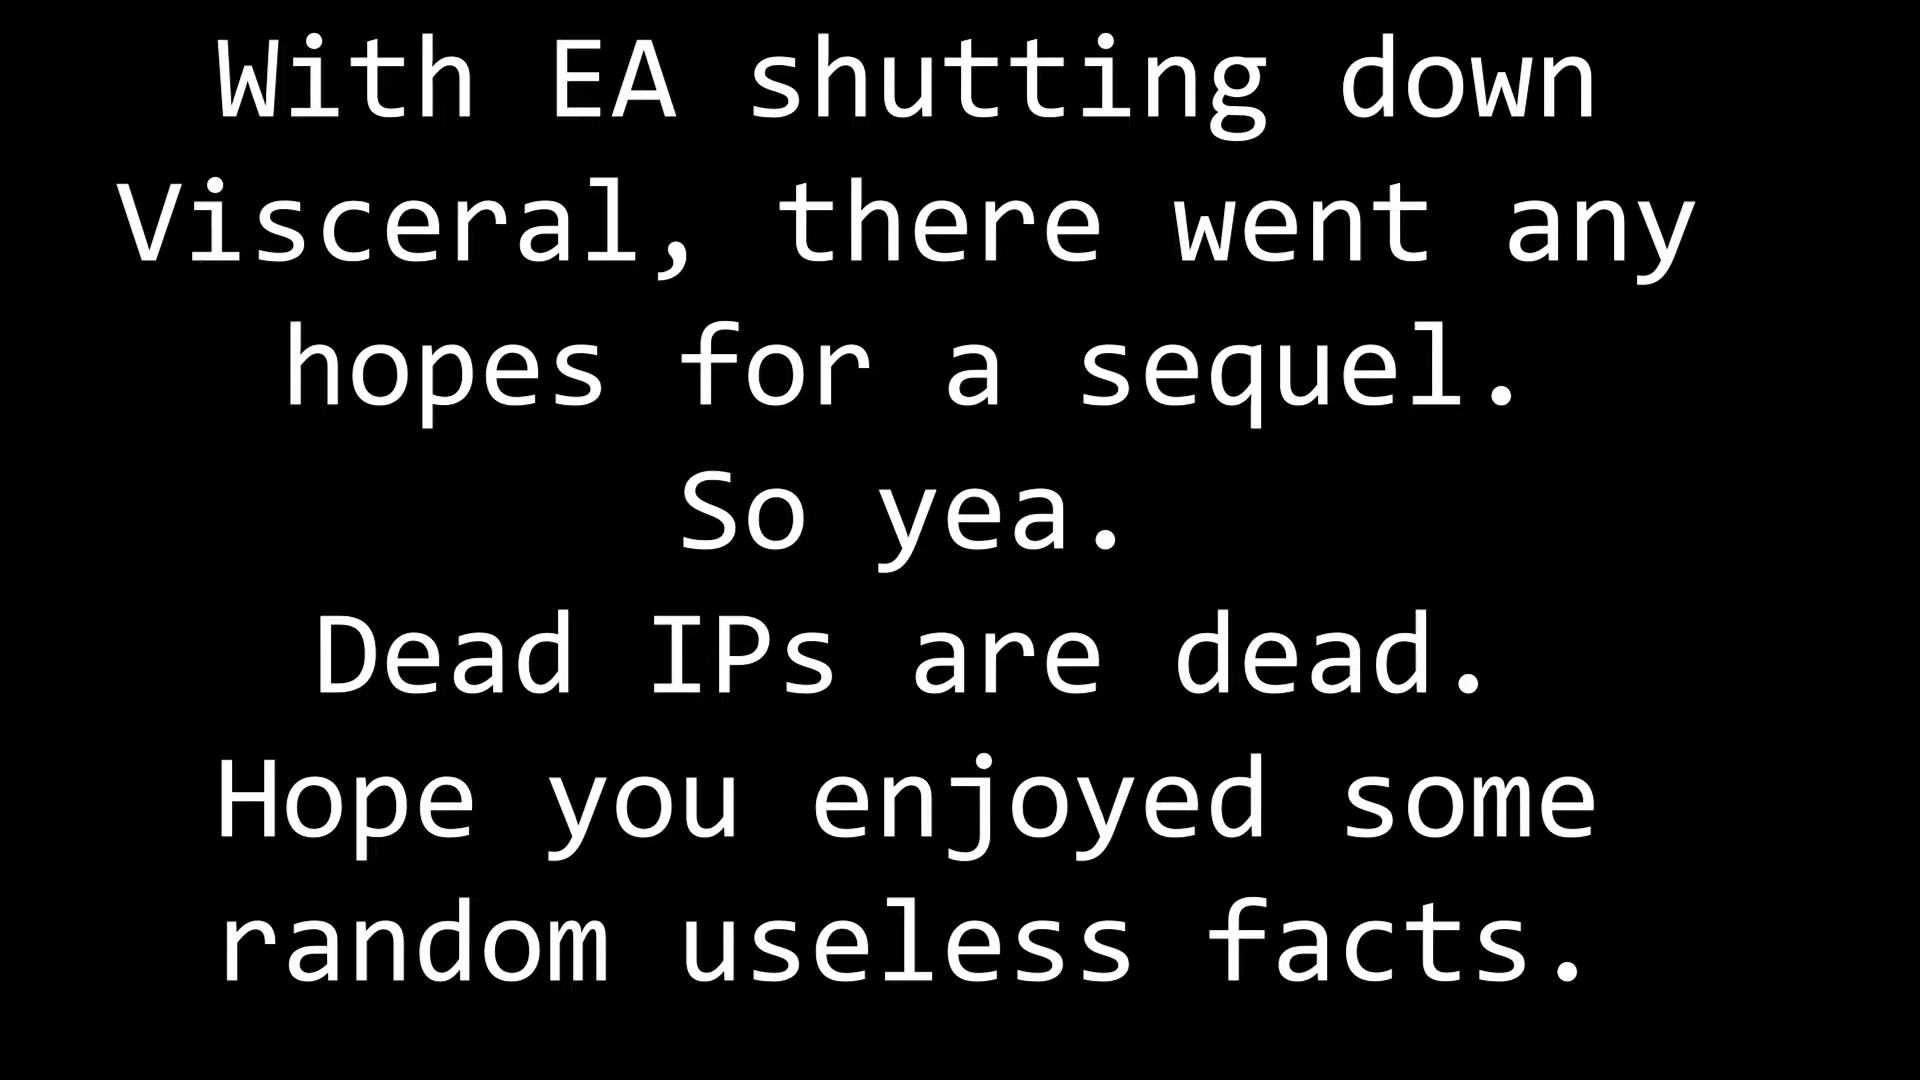 With EA shutting down
Visceral, there went any
hopes for a sequel.
So yea.
Dead IPs are dead.
Hope you enjoyed some
random useless facts.